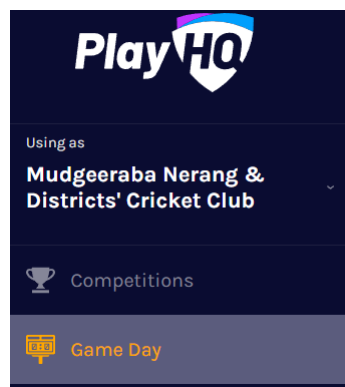 PlayHQ
Using as
Mudgeeraba Nerang &
Districts' Cricket Club
Competitions
Game Day